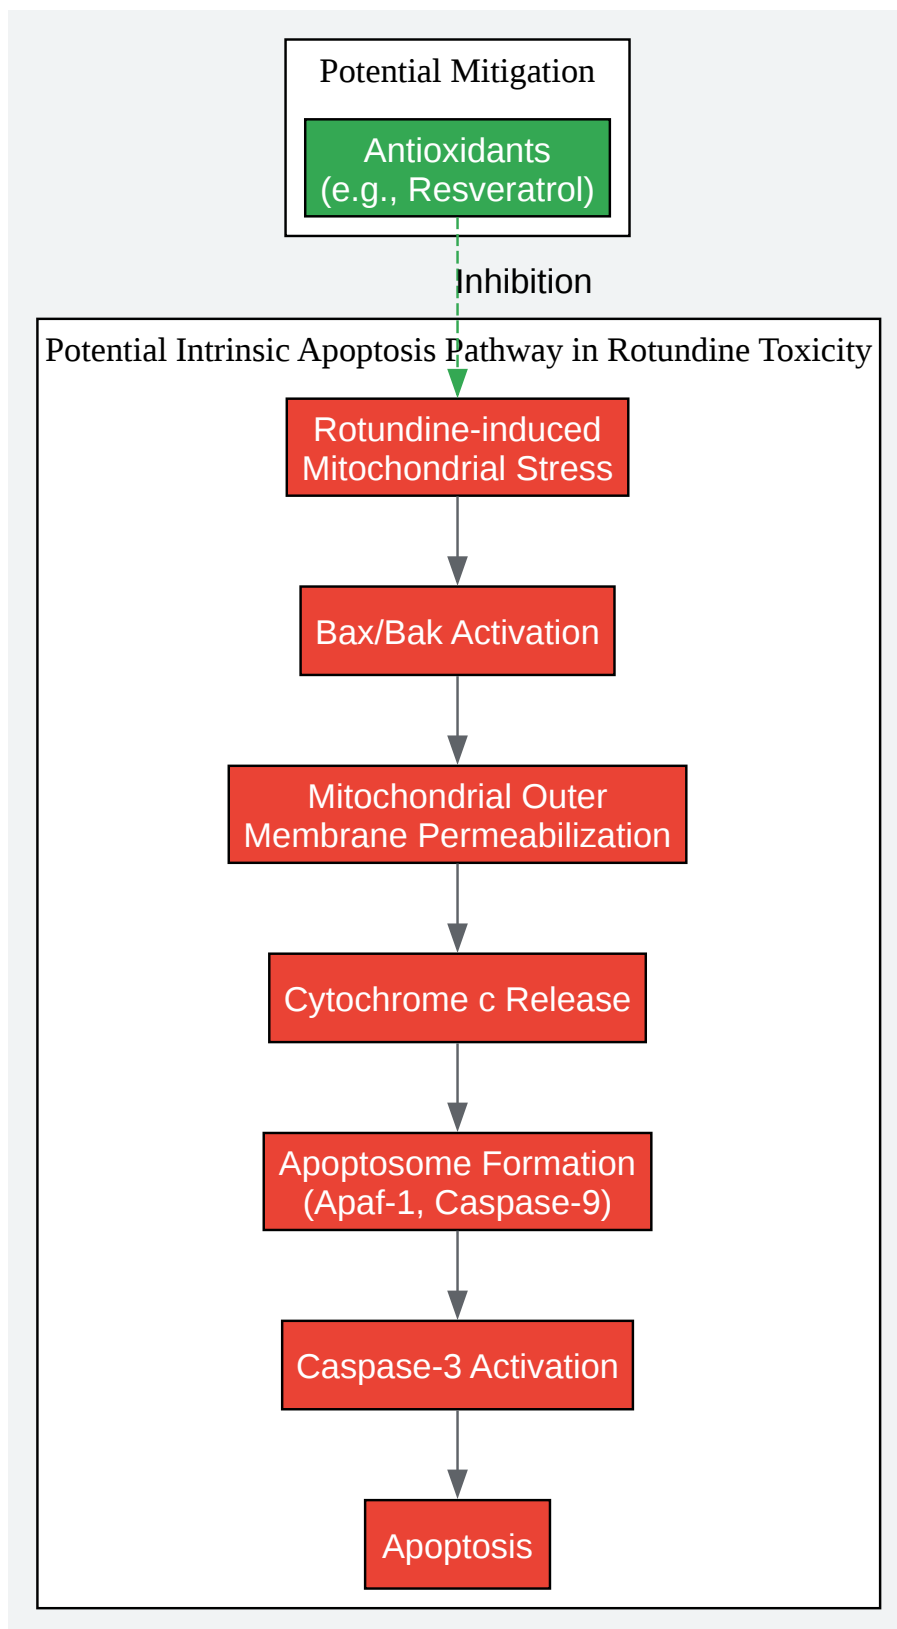 Potential Mitigation
Antioxidants
(e.g., Resveratrol)
Inhibition
Potential Intrinsic Apoptosis Pathway in Rotundine Toxicity
Rotundine-induced
Mitochondrial Stress
Bax/Bak Activation
Mitochondrial Outer
Membrane Permeabilization
Cytochrome c Release
Apoptosome Formation
(Apaf-1, Caspase-9)
Caspase-3 Activation
Apoptosis